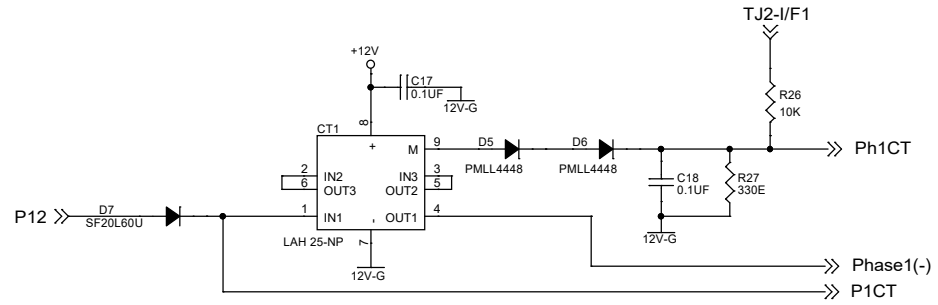 TJ2-I/F1
+12V
C17
0.1UF
12V-G
R26
10K
8
CT1
+
M
9
D5
D6
Ph1CT
PMLL4448
PMLL4448
2
IN2
IN3
3
6
OUT3
OUT2
5
C18
0.1UF
R27
330E
P12
D7
SF20L60U
1
IN1
-
OUT1
4
LAH 25-NP
7
12V-G
12V-G
Phase1(-)
P1CT